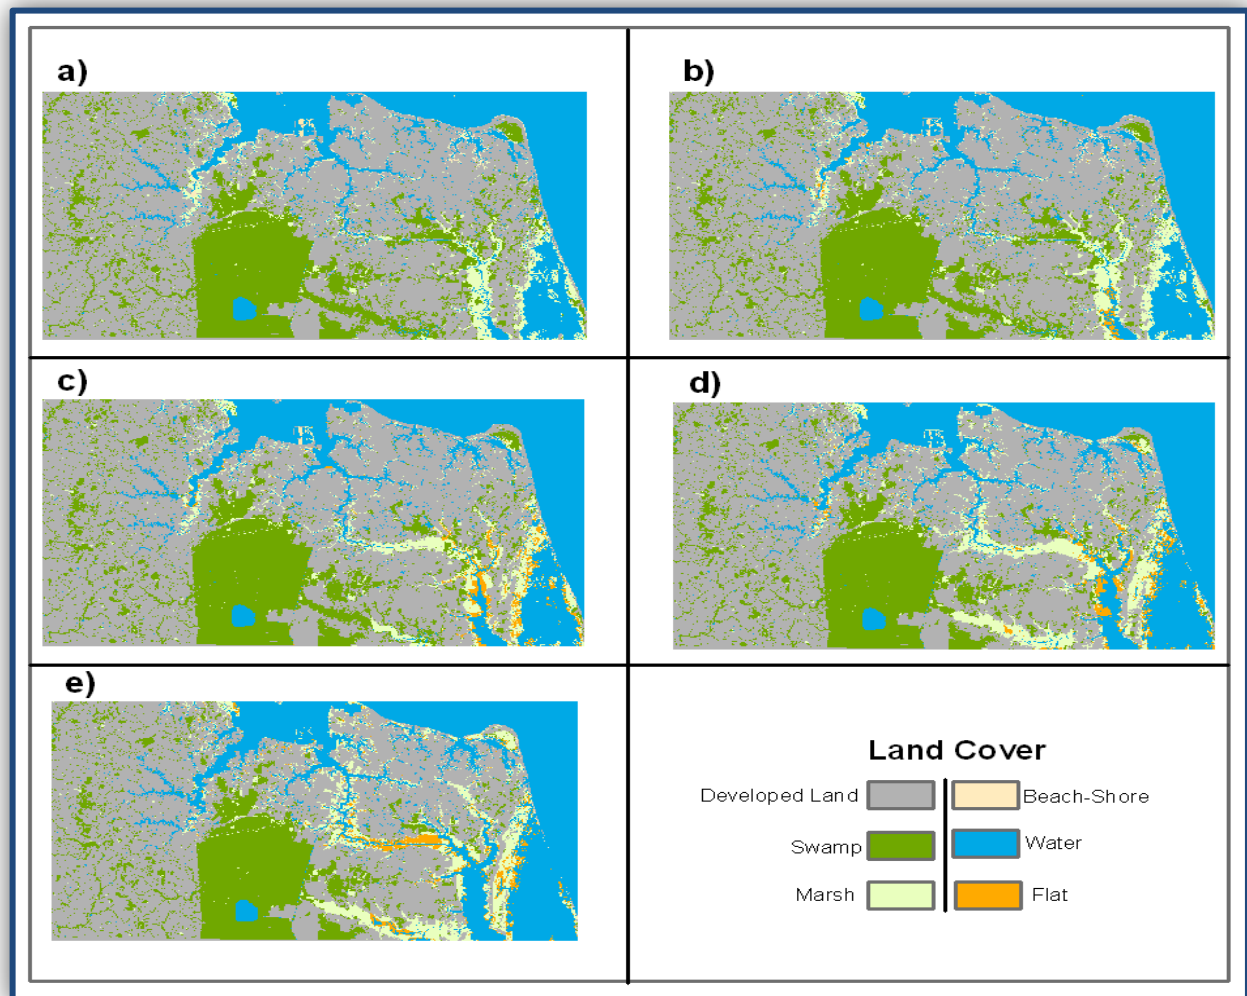 a)
b)
c)
d)
e)
Land Cover
Developed Land
Beach-Shore
Swamp
Water
Marsh
Flat